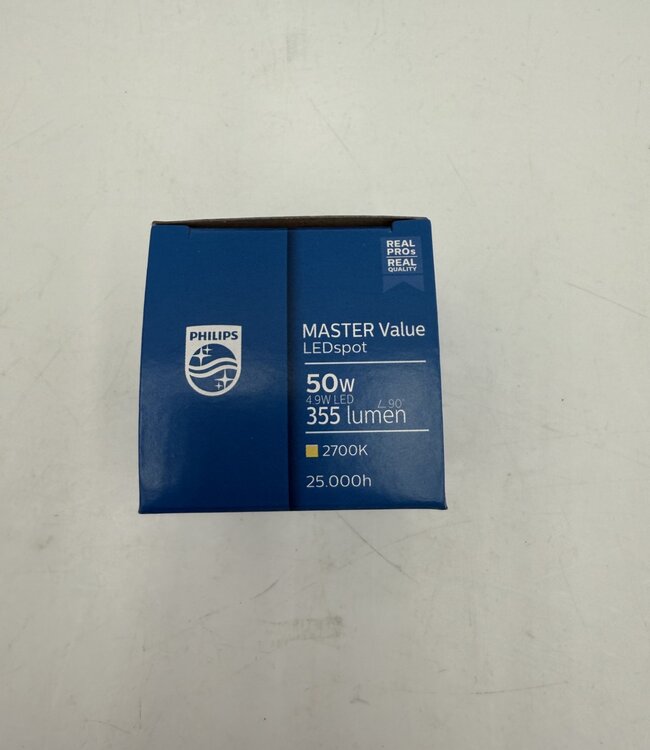 PHILIPS
REAL
PROs
REAL
QUALITY
MASTER Value
LEDspot
50W
4.9W LED
∠90°
355 lumen
2700K
25.000h